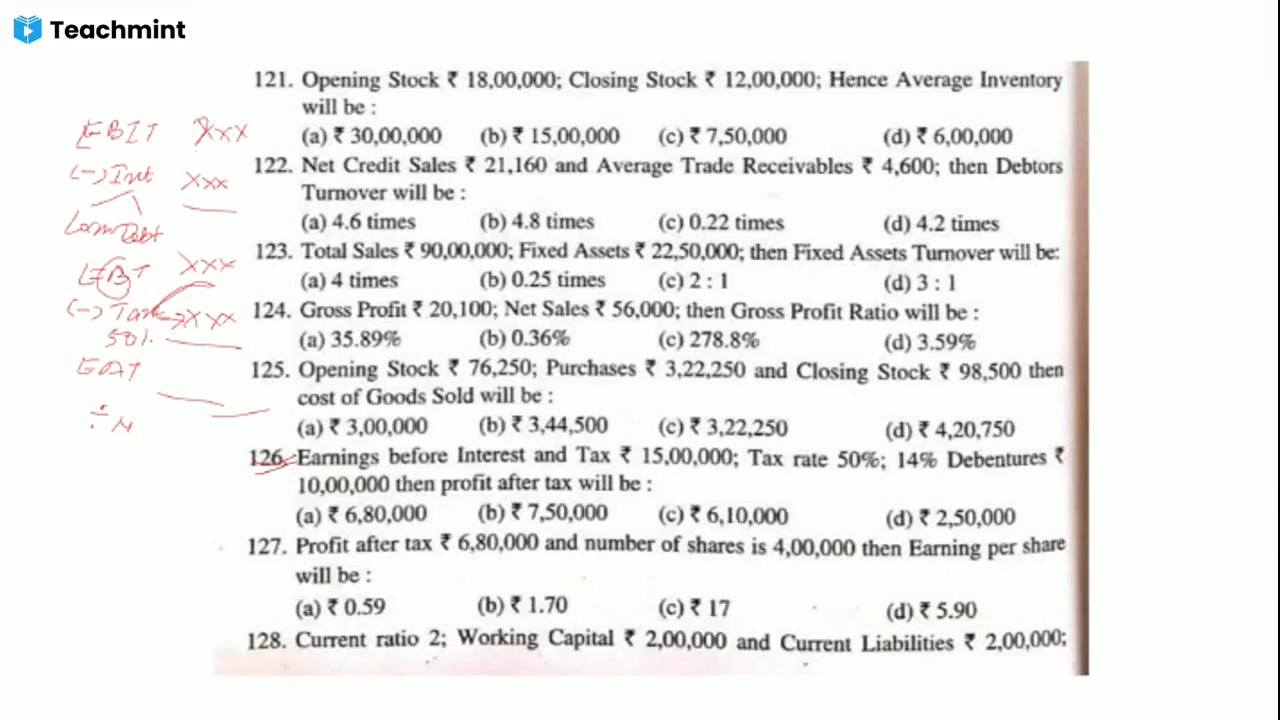 Teachmint
121. Opening Stock ₹ 18,00,000; Closing Stock ₹ 12,00,000; Hence Average Inventory
will be :
(a) ₹ 30,00,000 (b) ₹ 15,00,000 (c) ₹ 7,50,000 (d) ₹ 6,00,000
122. Net Credit Sales ₹ 21,160 and Average Trade Receivables ₹ 4,600; then Debtors
Turnover will be :
(a) 4.6 times (b) 4.8 times (c) 0.22 times (d) 4.2 times
123. Total Sales ₹ 90,00,000; Fixed Assets ₹ 22,50,000; then Fixed Assets Turnover will be:
(a) 4 times (b) 0.25 times (c) 2 : 1 (d) 3 : 1
124. Gross Profit ₹ 20,100; Net Sales ₹ 56,000; then Gross Profit Ratio will be :
(a) 35.89% (b) 0.36% (c) 278.8% (d) 3.59%
125. Opening Stock ₹ 76,250; Purchases ₹ 3,22,250 and Closing Stock ₹ 98,500 then
cost of Goods Sold will be :
(a) ₹ 3,00,000 (b) ₹ 3,44,500 (c) ₹ 3,22,250 (d) ₹ 4,20,750
126. Earnings before Interest and Tax ₹ 15,00,000; Tax rate 50%; 14% Debentures ₹
10,00,000 then profit after tax will be :
(a) ₹ 6,80,000 (b) ₹ 7,50,000 (c) ₹ 6,10,000 (d) ₹ 2,50,000
127. Profit after tax ₹ 6,80,000 and number of shares is 4,00,000 then Earning per share
will be :
(a) ₹ 0.59 (b) ₹ 1.70 (c) ₹ 17 (d) ₹ 5.90
128. Current ratio 2; Working Capital ₹ 2,00,000 and Current Liabilities ₹ 2,00,000;
EBIT XXX
(-) Int XXX
Loan Debt
EBT XXX
(-) Tax XXX
50%
EAT
÷